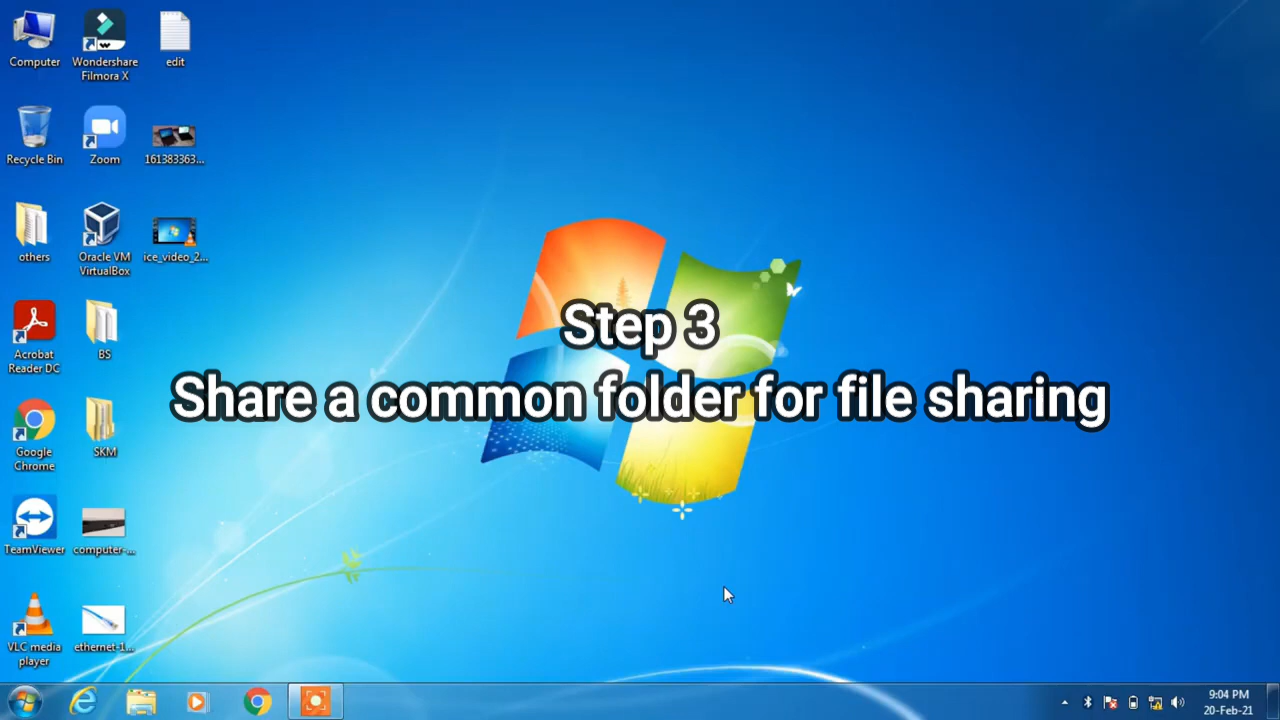 Computer
Wondershare
Filmora X
edit
Recycle Bin
Zoom
161383363...
others
Oracle VM
VirtualBox
ice_video_2...
Acrobat
Reader DC
BS
Google
Chrome
SKM
TeamViewer
computer-...
VLC media
player
ethernet-1...
Step 3
Share a common folder for file sharing
9:04 PM
20-Feb-21